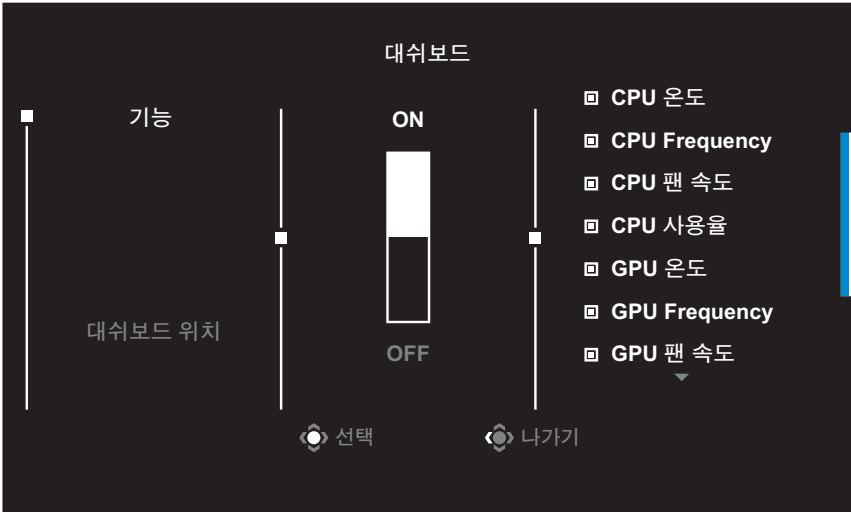 대쉬보드
기능
대쉬보드 위치
ON
OFF
CPU 온도
CPU Frequency
CPU 팬 속도
CPU 사용율
GPU 온도
GPU Frequency
GPU 팬 속도
선택
나가기